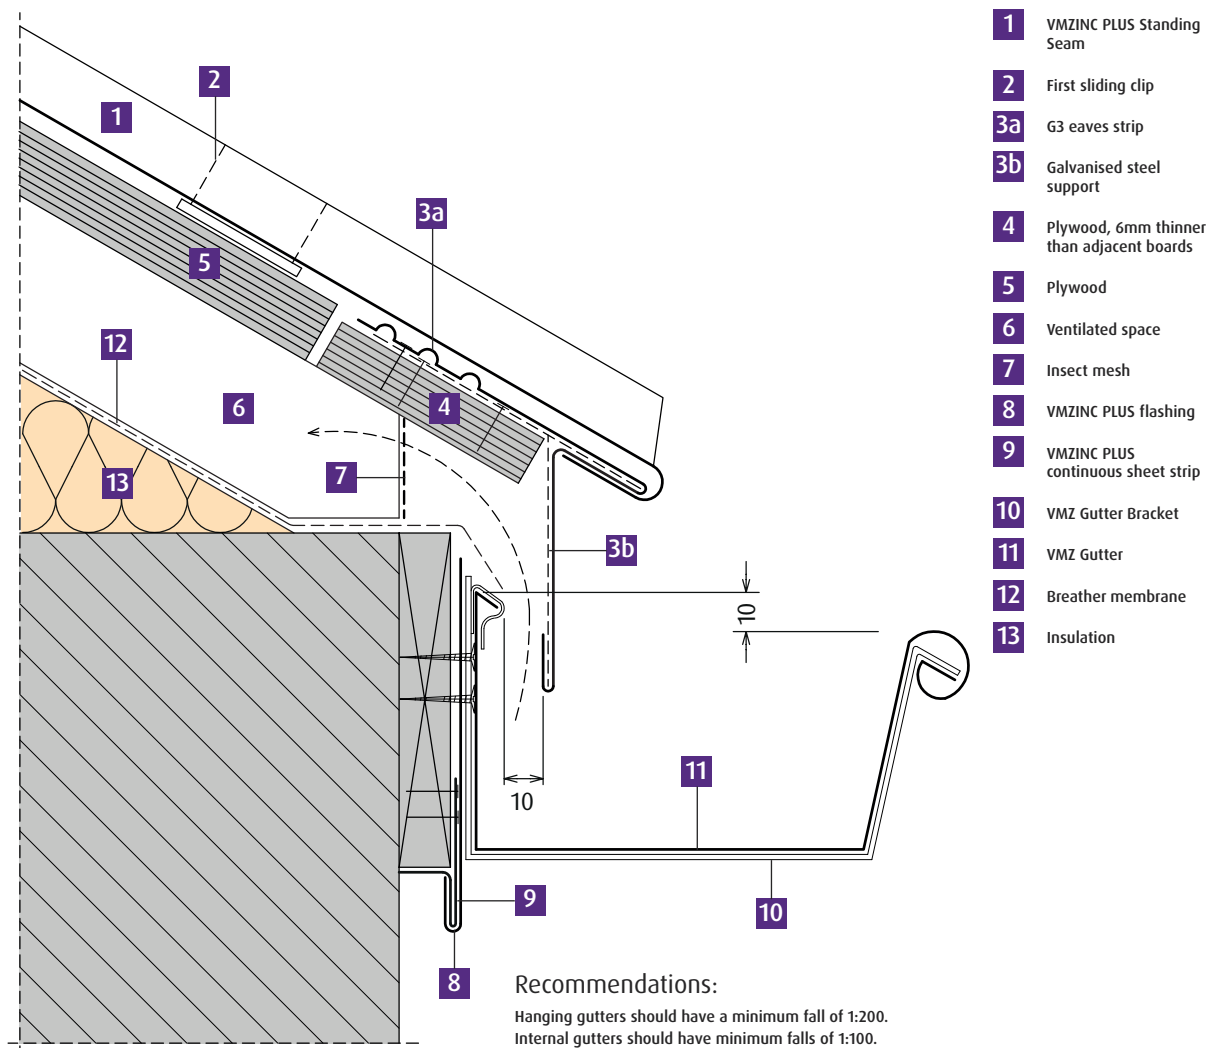 1 VMZINC PLUS Standing
Seam
2 First sliding clip
3a G3 eaves strip
3b Galvanised steel
support
4 Plywood, 6mm thinner
than adjacent boards
5 Plywood
6 Ventilated space
7 Insect mesh
8 VMZINC PLUS flashing
9 VMZINC PLUS
continuous sheet strip
10 VMZ Gutter Bracket
11 VMZ Gutter
12 Breather membrane
13 Insulation
2
1
3a
5
12
6
4
7
13
3b
10
11
10
9
10
8
Recommendations:
Hanging gutters should have a minimum fall of 1:200.
Internal gutters should have minimum falls of 1:100.